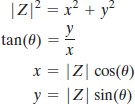 |Z|² = x² + y²
tan(θ) = y/x
x = |Z| cos(θ)
y = |Z| sin(θ)